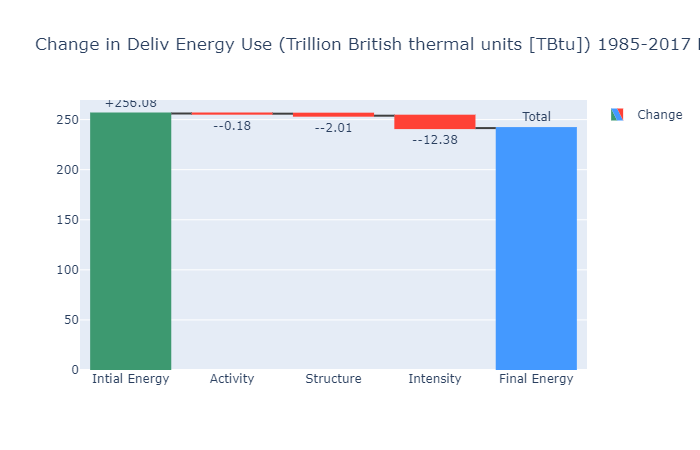 Change in Deliv Energy Use (Trillion British thermal units [TBtu]) 1985-2017
+256.08
--0.18
--2.01
--12.38
Total
Change
250
200
150
100
50
0
Intial Energy
Activity
Structure
Intensity
Final Energy